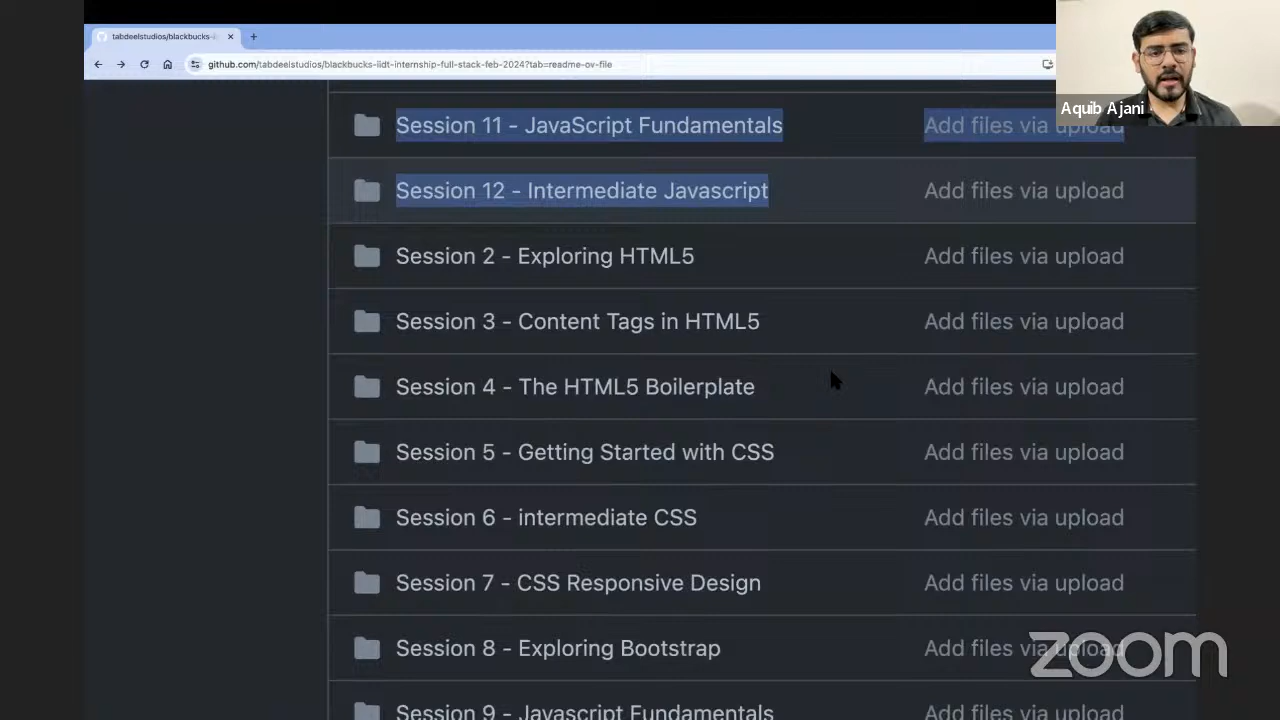 tabdeelstudios/blackbucks-i
github.com/tabdeelstudios/blackbucks-iidt-internship-full-stack-feb-2024?tab=readme-ov-file
Aquib Ajani
Session 11 - JavaScript Fundamentals Add files via upload
Session 12 - Intermediate Javascript Add files via upload
Session 2 - Exploring HTML5 Add files via upload
Session 3 - Content Tags in HTML5 Add files via upload
Session 4 - The HTML5 Boilerplate Add files via upload
Session 5 - Getting Started with CSS Add files via upload
Session 6 - intermediate CSS Add files via upload
Session 7 - CSS Responsive Design Add files via upload
Session 8 - Exploring Bootstrap Add files via upload
zoom
Session 9 - Javascript Fundamentals Add files via upload